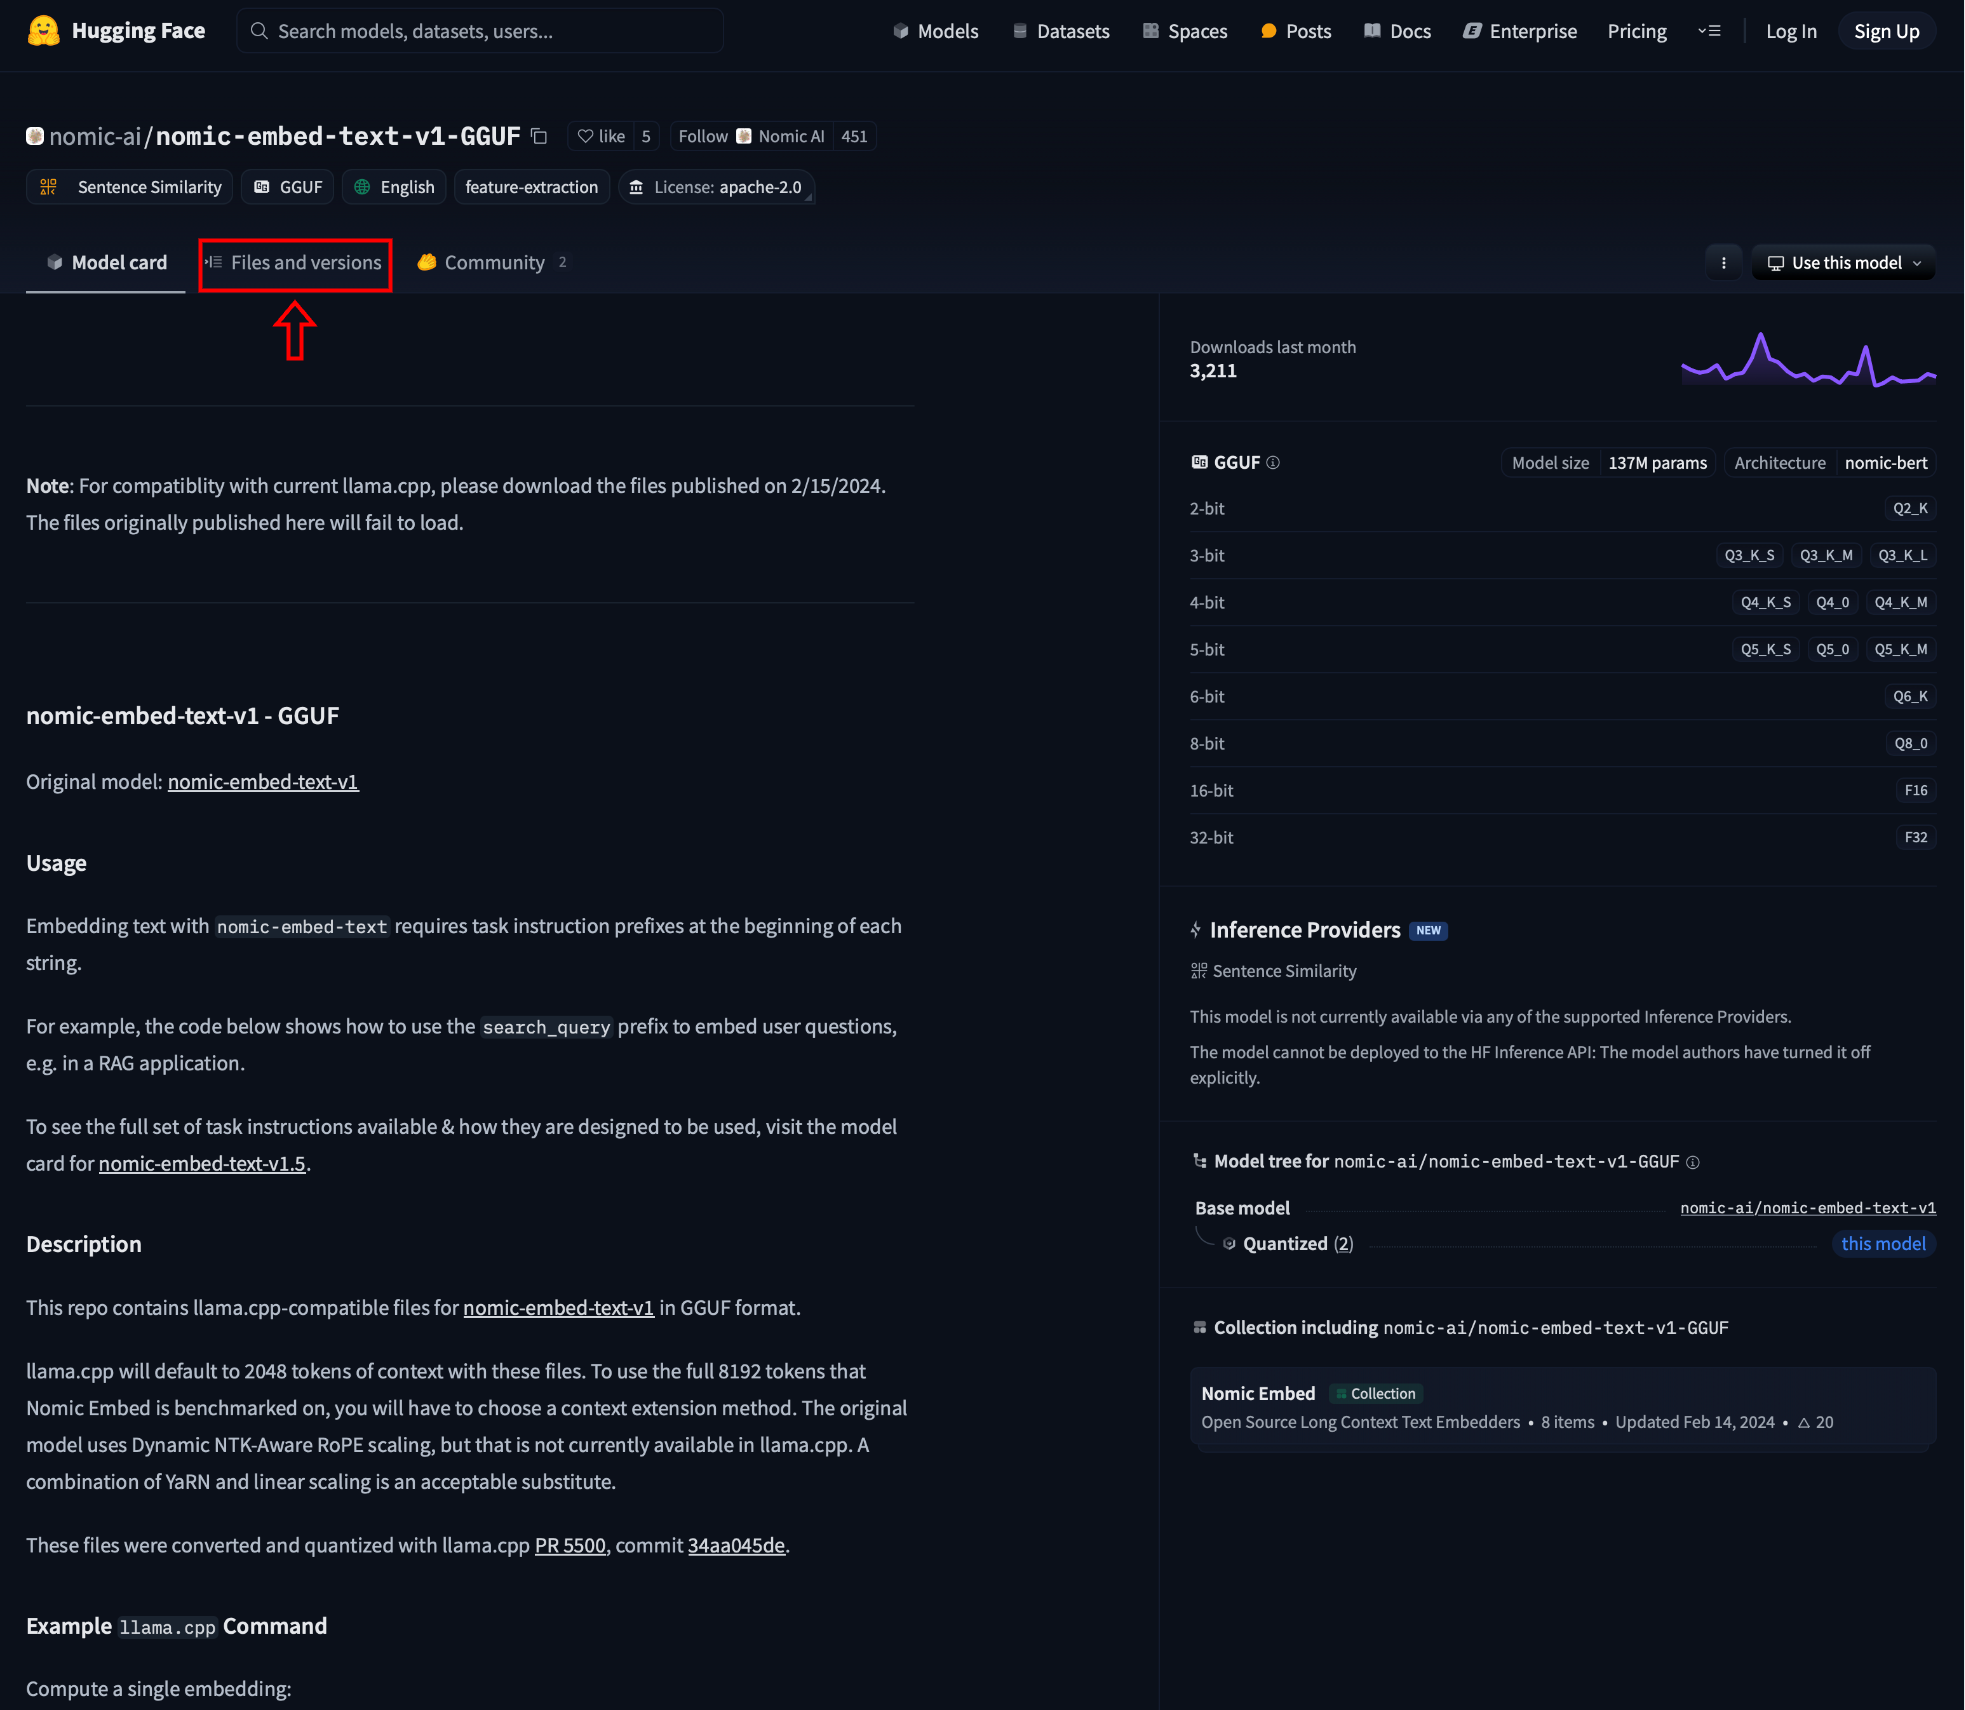 Hugging Face
Search models, datasets, users...
Models
Datasets
Spaces
Posts
Docs
Enterprise
Pricing
Log In
Sign Up
nomic-ai/nomic-embed-text-v1-GGUF
like 5
Follow Nomic AI 451
Sentence Similarity
GGUF
English
feature-extraction
License: apache-2.0
Model card
Files and versions
Community 2
Use this model
Note: For compatiblity with current llama.cpp, please download the files published on 2/15/2024.
The files originally published here will fail to load.
nomic-embed-text-v1 - GGUF
Original model: nomic-embed-text-v1
Usage
Embedding text with nomic-embed-text requires task instruction prefixes at the beginning of each
string.
For example, the code below shows how to use the search_query prefix to embed user questions,
e.g. in a RAG application.
To see the full set of task instructions available & how they are designed to be used, visit the model
card for nomic-embed-text-v1.5.
Description
This repo contains llama.cpp-compatible files for nomic-embed-text-v1 in GGUF format.
llama.cpp will default to 2048 tokens of context with these files. To use the full 8192 tokens that
Nomic Embed is benchmarked on, you will have to choose a context extension method. The original
model uses Dynamic NTK-Aware RoPE scaling, but that is not currently available in llama.cpp. A
combination of YaRN and linear scaling is an acceptable substitute.
These files were converted and quantized with llama.cpp PR 5500, commit 34aa045de.
Example llama.cpp Command
Compute a single embedding:
Downloads last month
3,211
GGUF
Model size 137M params
Architecture nomic-bert
2-bit Q2_K
3-bit Q3_K_S Q3_K_M Q3_K_L
4-bit Q4_K_S Q4_0 Q4_K_M
5-bit Q5_K_S Q5_0 Q5_K_M
6-bit Q6_K
8-bit Q8_0
16-bit F16
32-bit F32
Inference Providers NEW
Sentence Similarity
This model is not currently available via any of the supported Inference Providers.
The model cannot be deployed to the HF Inference API: The model authors have turned it off
explicitly.
Model tree for nomic-ai/nomic-embed-text-v1-GGUF
Base model nomic-ai/nomic-embed-text-v1
Quantized (2) this model
Collection including nomic-ai/nomic-embed-text-v1-GGUF
Nomic Embed Collection
Open Source Long Context Text Embedders • 8 items • Updated Feb 14, 2024 • 20